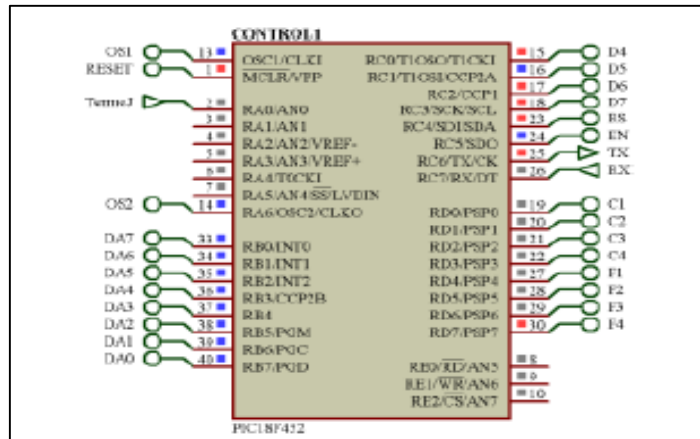 CONTROL1
OS1 13 OSC1/CLKI RC0/T1OSO/T1CKI 15 D4
RESET 1 MCLR/VPP RC1/T1OSI/CCP2A 16 D5
RC2/CCP1 17 D6
2 RA0/AN0 RC3/SCK/SCL 18 D7
3 RA1/AN1 RC4/SDI/SDA 23 RS
4 RA2/AN2/VREF- RC5/SDO 24 EN
5 RA3/AN3/VREF+ RC6/TX/CK 25 TX
6 RA4/T0CKI RC7/RX/DT 26
7 RA5/AN4/SS/LVDIN
OS2 14 RA6/OSC2/CLKO RD0/PSP0 19 C1
RD1/PSP1 20 C2
DA7 33 RB0/INT0 RD2/PSP2 21 C3
DA6 34 RB1/INT1 RD3/PSP3 22 C4
DA5 35 RB2/INT2 RD4/PSP4 27 F1
DA4 36 RB3/CCP2B RD5/PSP5 28 F2
DA3 37 RB4 RD6/PSP6 29 F3
DA2 38 RB5/PGM RD7/PSP7 30 F4
DA1 39 RB6/PGC
DA0 40 RB7/PGD RE0/RD/AN5 8
RE1/WR/AN6 9
RE2/CS/AN7 10
PIC18F452